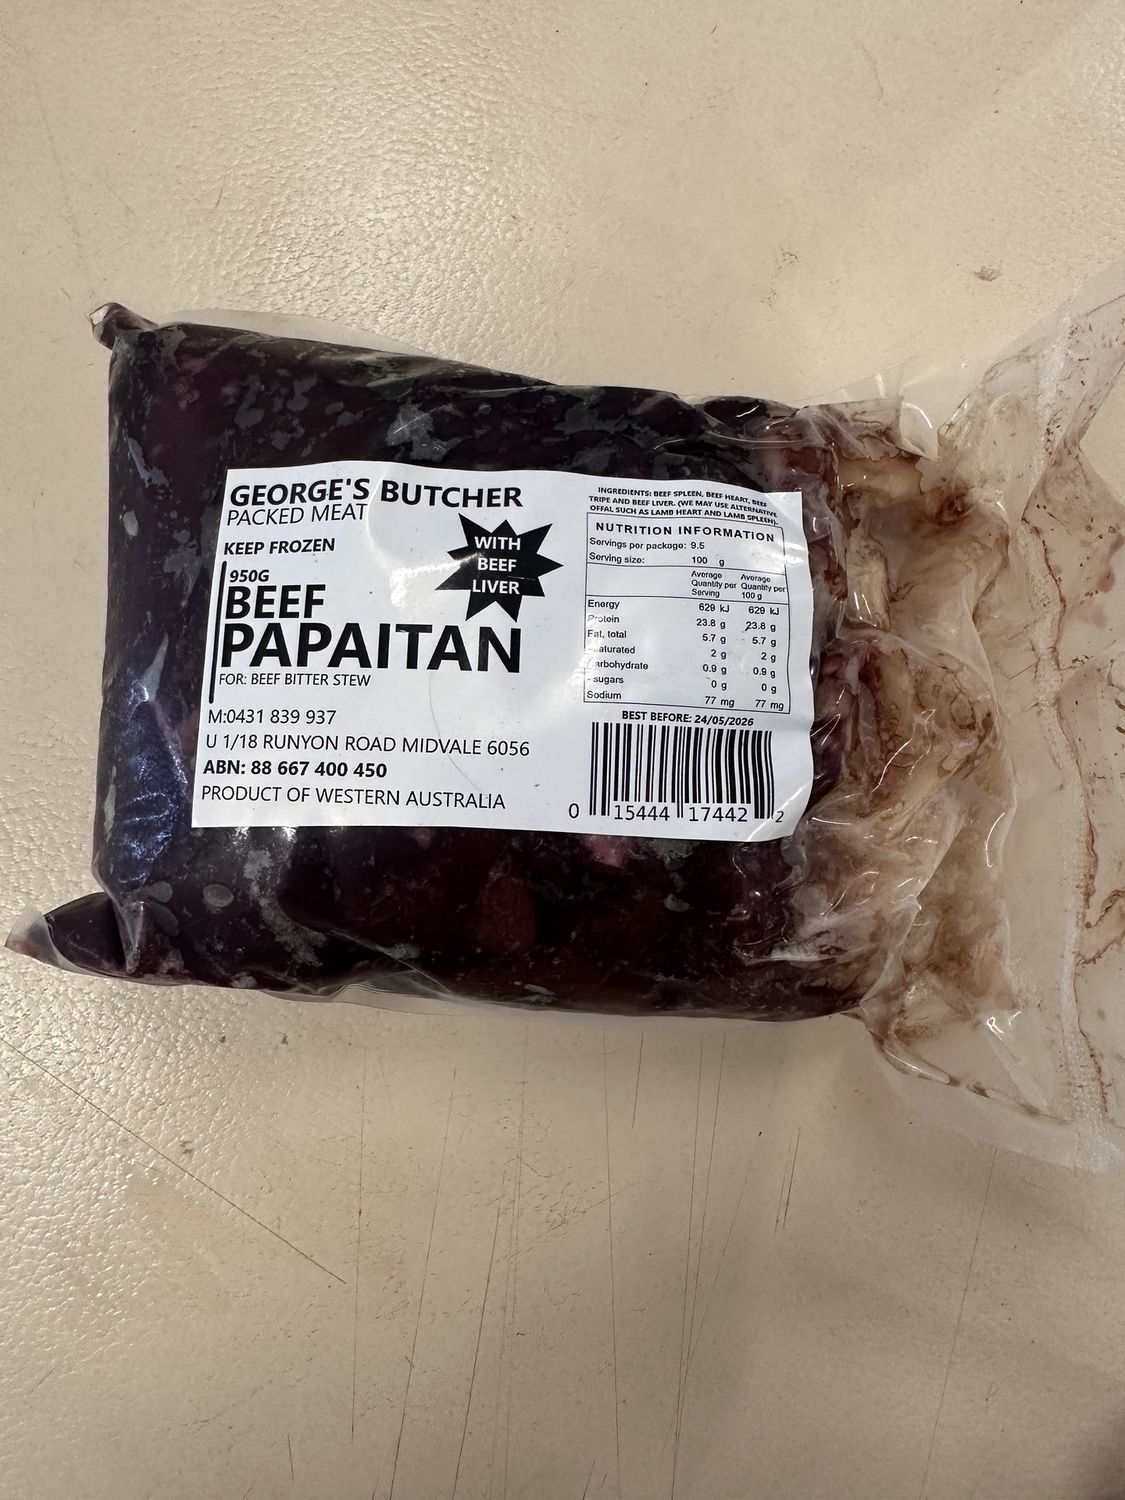 GEORGE'S BUTCHER
PACKED MEAT
KEEP FROZEN
WITH
BEEF
LIVER
950G
BEEF
PAPAITAN
FOR: BEEF BITTER STEW
M:0431 839 937
U 1/18 RUNYON ROAD MIDVALE 6056
ABN: 88 667 400 450
PRODUCT OF WESTERN AUSTRALIA
INGREDIENTS: BEEF SPLEEN, BEEF HEART, BEEF
TRIPE AND BEEF LIVER. (WE MAY USE ALTERNATIVE
OFFAL SUCH AS LAMB HEART AND LAMB SPLEEN).
NUTRITION INFORMATION
Servings per package: 9.5
Serving size: 100 g
Average Quantity per Serving Average Quantity per 100 g
Energy 629 kJ 629 kJ
Protein 23.8 g 23.8 g
Fat, total 5.7 g 5.7 g
aturated 2 g 2 g
arbohydrate 0.9 g 0.9 g
sugars 0 g 0 g
Sodium 77 mg 77 mg
BEST BEFORE: 24/05/2026
0 15444 17442 2